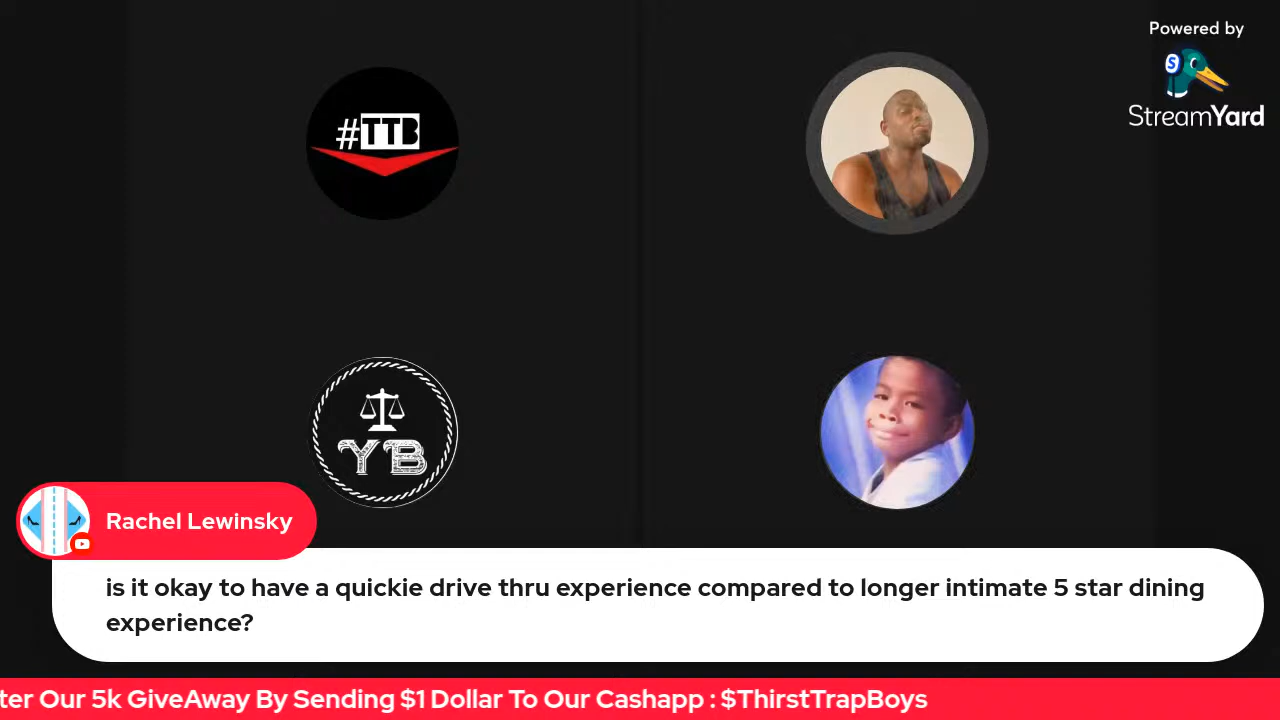 Powered by
S
StreamYard
#TTB
YB
Rachel Lewinsky
is it okay to have a quickie drive thru experience compared to longer intimate 5 star dining
experience?
ter Our 5k GiveAway By Sending $1 Dollar To Our Cashapp : $ThirstTrapBoys